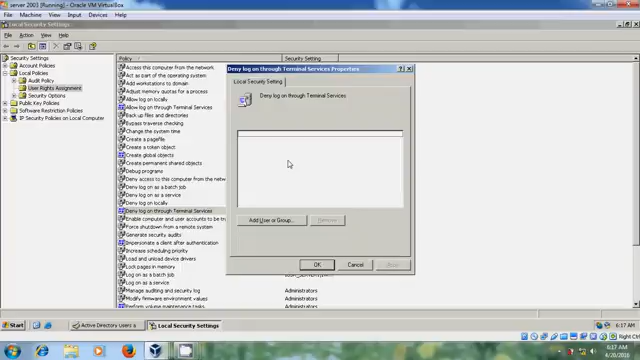 server 2003 [Running] - Oracle VM VirtualBox
File Machine View Input Devices Help
Local Security Settings
File Action View Help
Security Settings
Account Policies
Local Policies
Audit Policy
User Rights Assignment
Security Options
Public Key Policies
Software Restriction Policies
IP Security Policies on Local Computer
Policy
Security Setting
Access this computer from the network
Act as part of the operating system
Add workstations to domain
Adjust memory quotas for a process
Allow log on locally
Allow log on through Terminal Services
Back up files and directories
Bypass traverse checking
Change the system time
Create a pagefile
Create a token object
Create global objects
Create permanent shared objects
Debug programs
Deny access to this computer from the
Deny log on as a batch job
Deny log on as a service
Deny log on locally
Deny log on through Terminal Services
Enable computer and user accounts to be
Force shutdown from a remote system
Generate security audits
Impersonate a client after authentication
Increase scheduling priority
Load and unload device drivers
Lock pages in memory
Log on as a batch job
Log on as a service
Manage auditing and security log Administrators
Modify firmware environment values Administrators
Perform volume maintenance tasks Administrators
Deny log on through Terminal Services Properties
Local Security Setting
Deny log on through Terminal Services
Add User or Group...
Remove
OK
Cancel
Apply
Start
Active Directory Users a
Local Security Settings
6:17 AM
Right Ctrl
6:17 AM